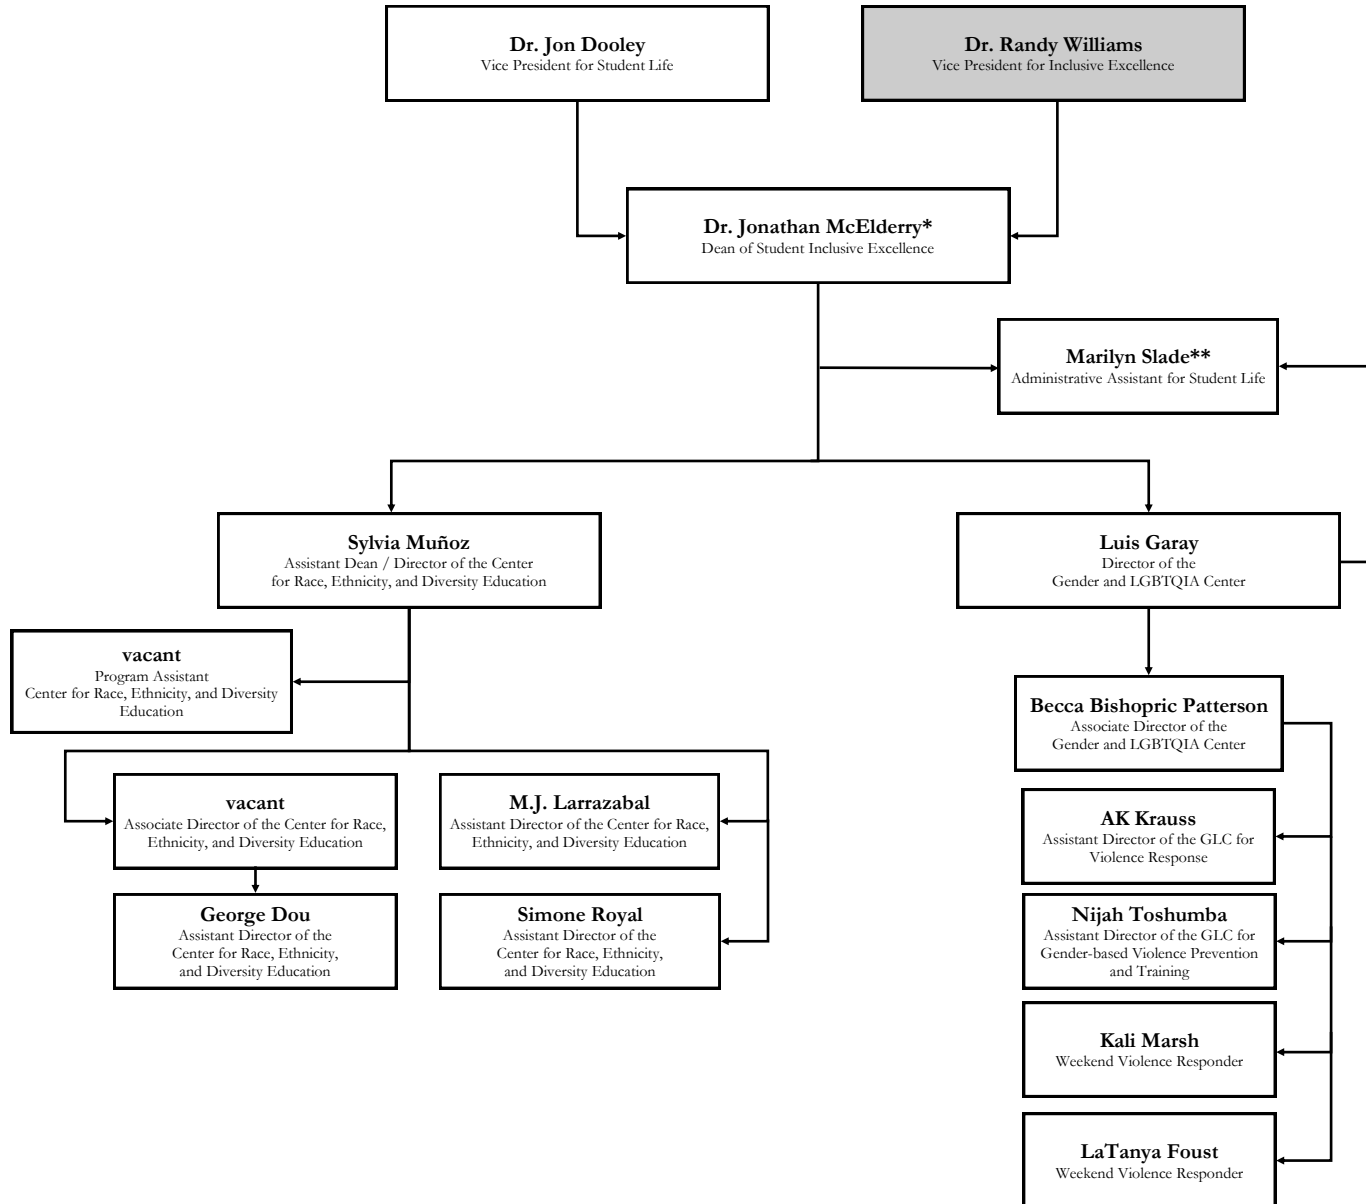 Dr. Jon Dooley
Vice President for Student Life
Dr. Randy Williams
Vice President for Inclusive Excellence
Dr. Jonathan McElderry*
Dean of Student Inclusive Excellence
Marilyn Slade**
Administrative Assistant for Student Life
Sylvia Muñoz
Assistant Dean / Director of the Center
for Race, Ethnicity, and Diversity Education
Luis Garay
Director of the
Gender and LGBTQIA Center
vacant
Program Assistant
Center for Race, Ethnicity, and Diversity
Education
Becca Bishopric Patterson
Associate Director of the
Gender and LGBTQIA Center
vacant
Associate Director of the Center for Race,
Ethnicity, and Diversity Education
M.J. Larrazabal
Assistant Director of the Center for Race,
Ethnicity, and Diversity Education
AK Krauss
Assistant Director of the GLC for
Violence Response
George Dou
Assistant Director of the
Center for Race, Ethnicity,
and Diversity Education
Simone Royal
Assistant Director of the
Center for Race, Ethnicity,
and Diversity Education
Nijah Toshumba
Assistant Director of the GLC for
Gender-based Violence Prevention
and Training
Kali Marsh
Weekend Violence Responder
LaTanya Foust
Weekend Violence Responder